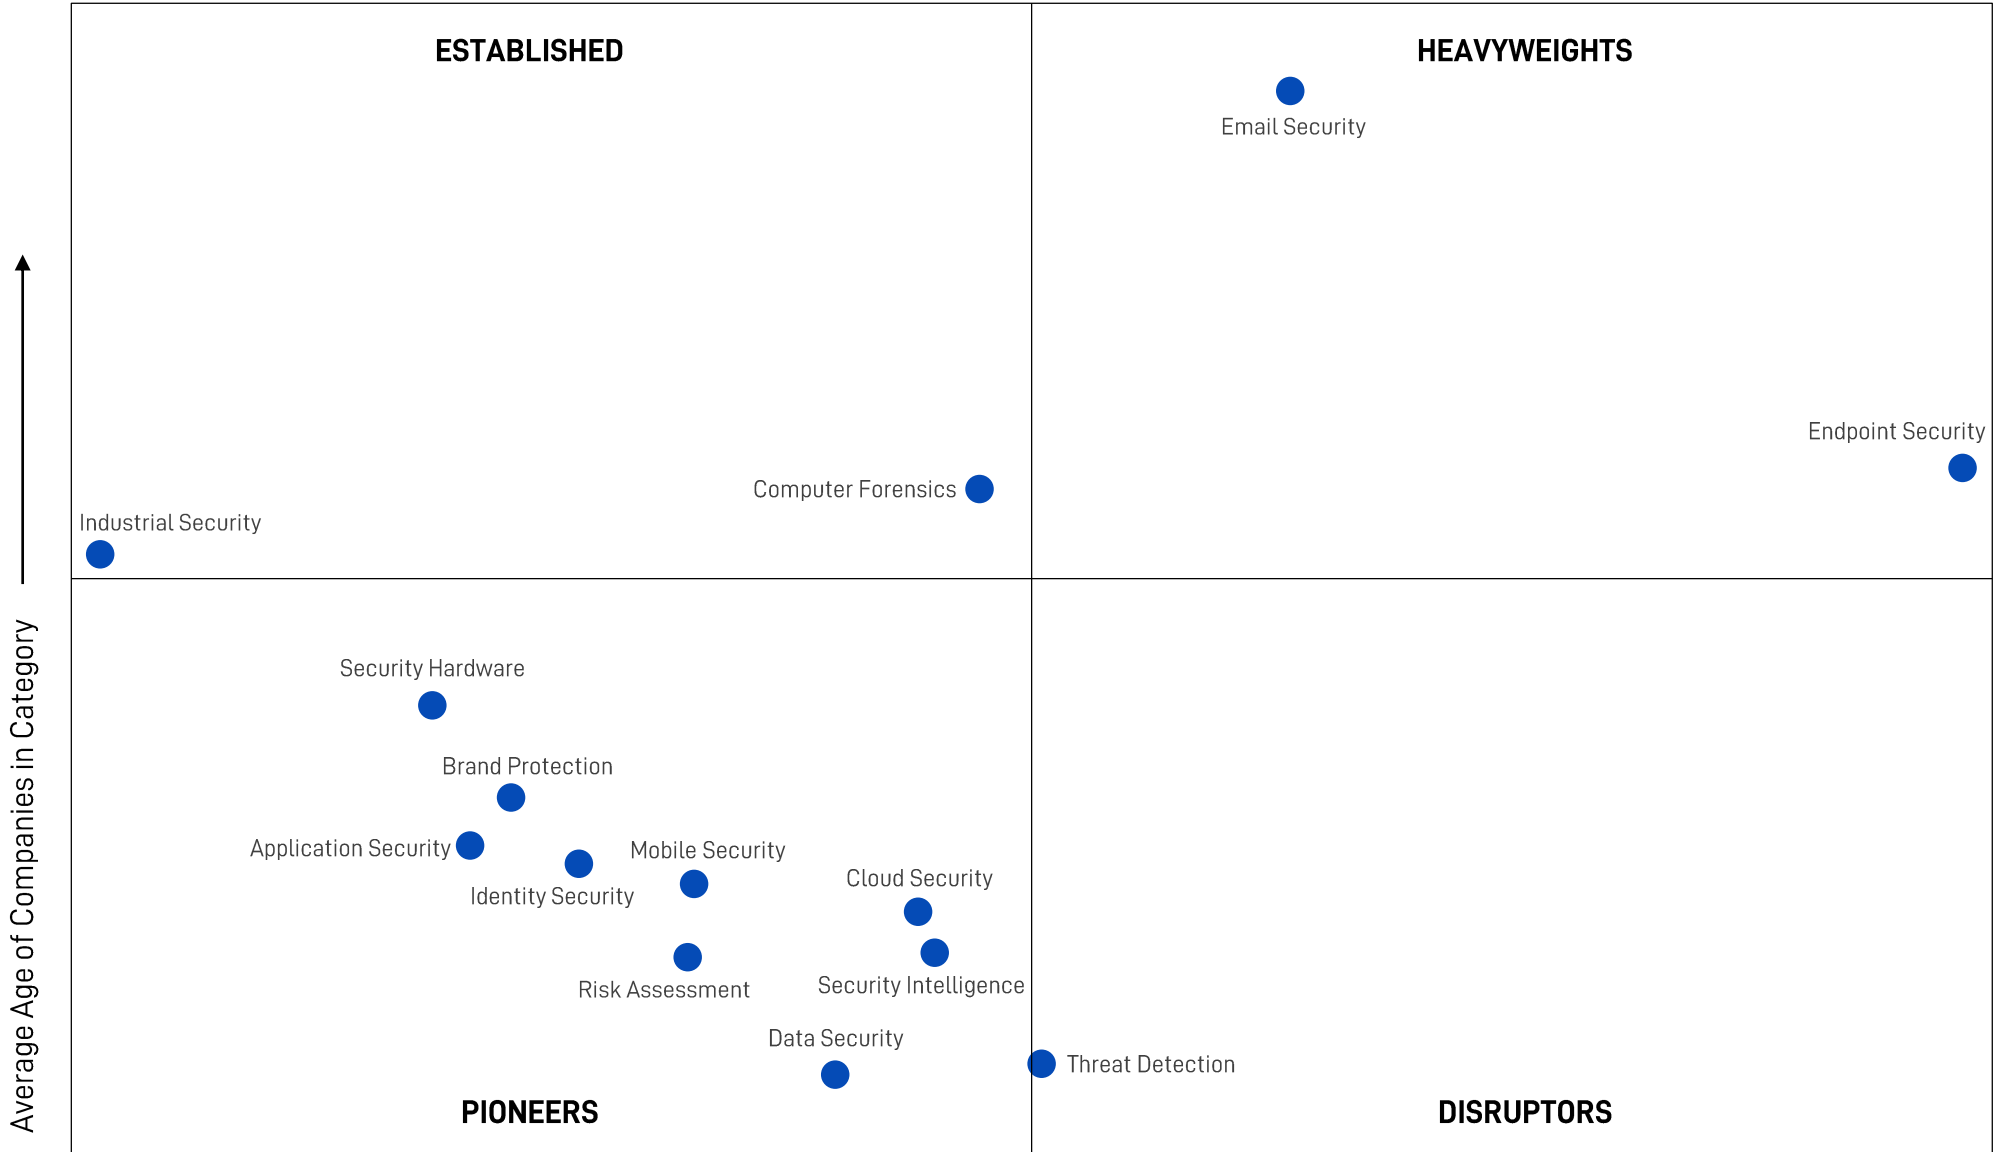 ESTABLISHED
HEAVYWEIGHTS
Email Security
Endpoint Security
Computer Forensics
Industrial Security
Average Age of Companies in Category
Security Hardware
Brand Protection
Application Security
Mobile Security
Identity Security
Cloud Security
Risk Assessment
Security Intelligence
Data Security
Threat Detection
PIONEERS
DISRUPTORS